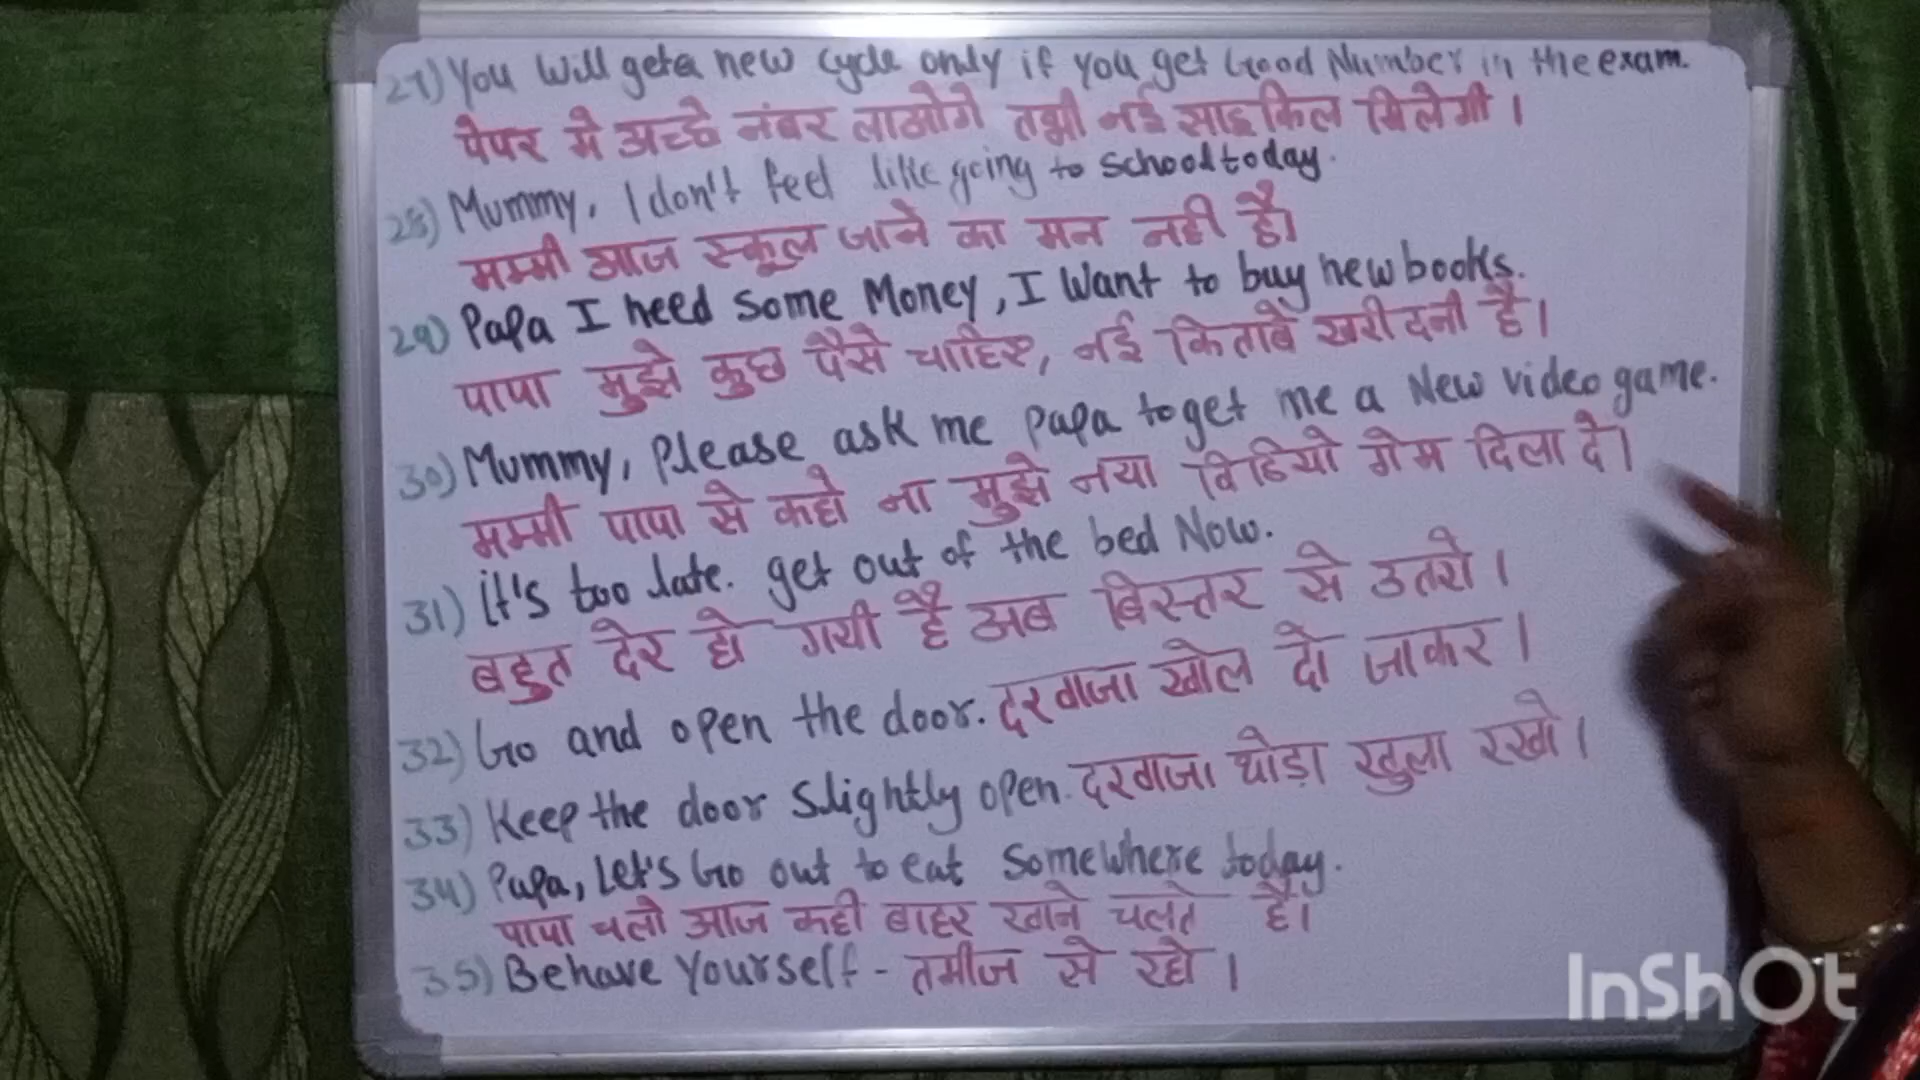 27) You Will get a new Cycle only if you get Good Number in the exam.
पेपर मे अच्छे नंबर लाओगे तभी नई साइकिल मिलेगी।
28) Mummy, I don't feel like going to school today.
मम्मी आज स्कूल जाने का मन नही है।
29) Papa I need Some Money, I Want to buy new books.
पापा मुझे कुछ पैसे चाहिए, नई किताबे खरीदनी है।
30) Mummy, Please ask me papa to get me a New video game.
मम्मी पापा से कहो ना मुझे नया विडियो गेम दिला दे।
31) it's too late. get out of the bed Now.
बहुत देर हो गयी है अब बिस्तर से उतरो।
32) Go and open the door. दरवाजा खोल दो जाकर।
33) Keep the door Slightly open. दरवाजा थोड़ा खुला रखो।
34) Papa, Let's Go out to eat SomeWhere today.
पापा चलो आज कही बाहर खाने चलते है।
35) Behave Yourself - तमीज से रहो।
InShOt